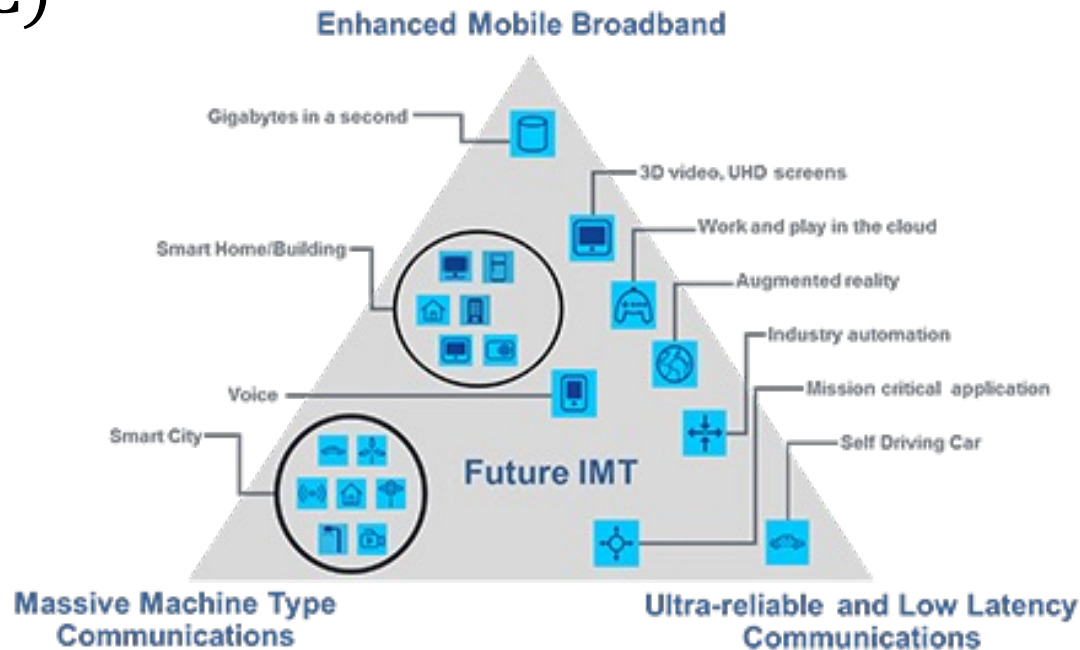 C)
Enhanced Mobile Broadband
Gigabytes in a second
3D video, UHD screens
Work and play in the cloud
Smart Home/Building
Augmented reality
Industry automation
Mission critical application
Voice
Smart City
Self Driving Car
Future IMT
Massive Machine Type
Communications
Ultra-reliable and Low Latency
Communications